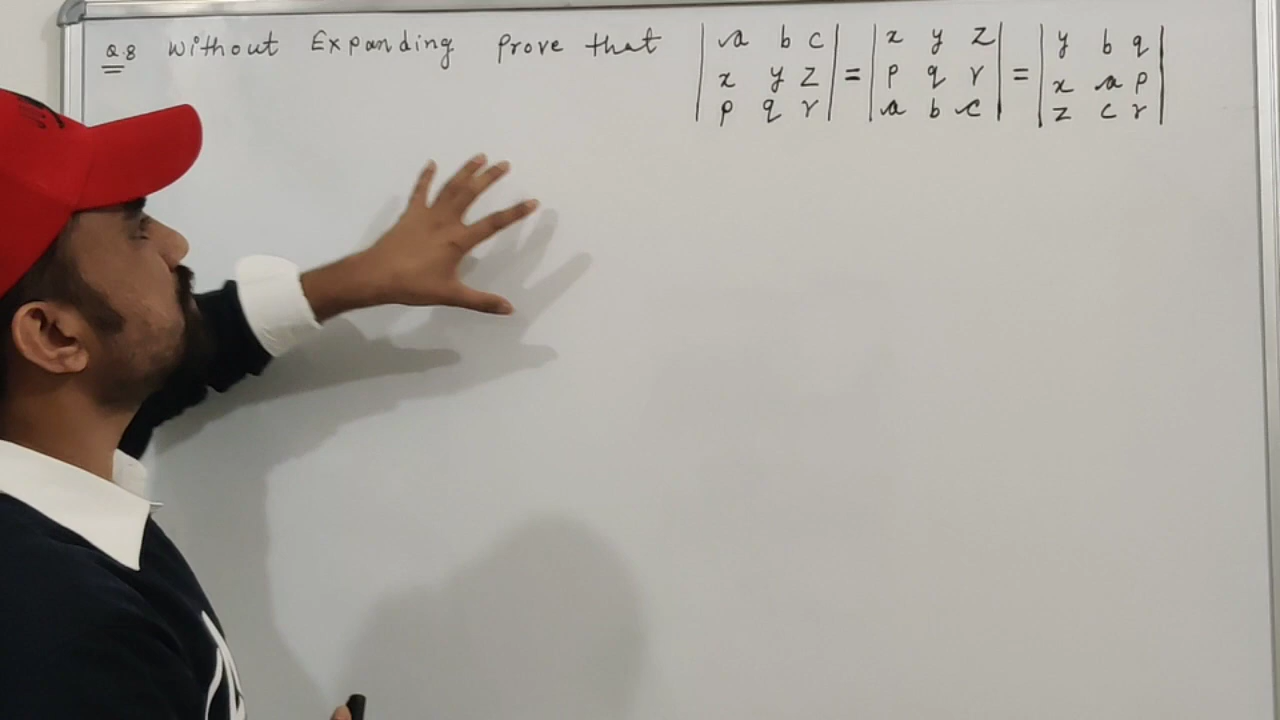 Q.8 Without Expanding Prove that | a b c | = | x y z | = | y b q |
| x y z | | p q r | | x a p |
| p q r | | a b c | | z c r |